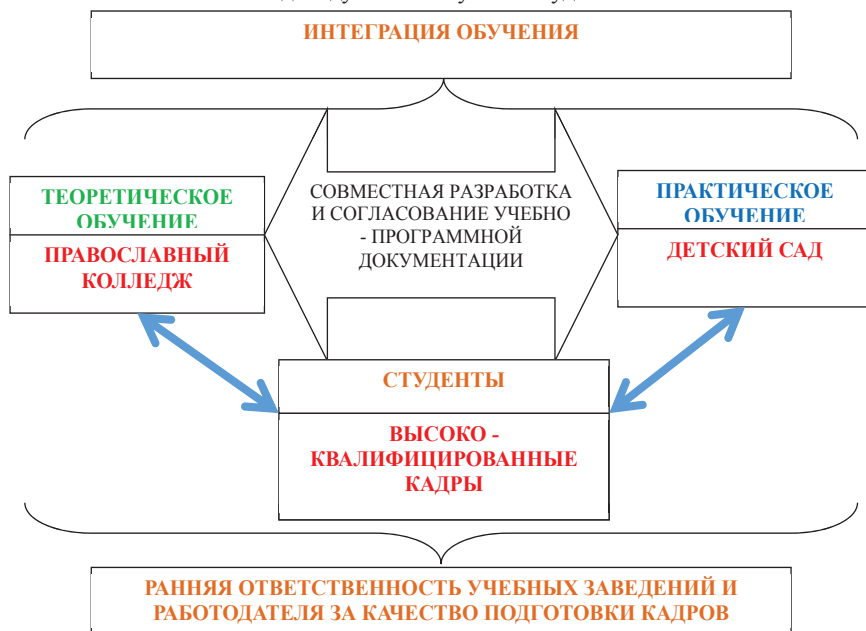 ИНТЕГРАЦИЯ ОБУЧЕНИЯ
ТЕОРЕТИЧЕСКОЕ
ОБУЧЕНИЕ
ПРАВОСЛАВНЫЙ
КОЛЛЕДЖ
СОВМЕСТНАЯ РАЗРАБОТКА
И СОГЛАСОВАНИЕ УЧЕБНО
- ПРОГРАММНОЙ
ДОКУМЕНТАЦИИ
ПРАКТИЧЕСКОЕ
ОБУЧЕНИЕ
ДЕТСКИЙ САД
СТУДЕНТЫ
ВЫСОКО -
КВАЛИФИЦИРОВАННЫЕ
КАДРЫ
РАННЯЯ ОТВЕТСТВЕННОСТЬ УЧЕБНЫХ ЗАВЕДЕНИЙ И
РАБОТОДАТЕЛЯ ЗА КАЧЕСТВО ПОДГОТОВКИ КАДРОВ